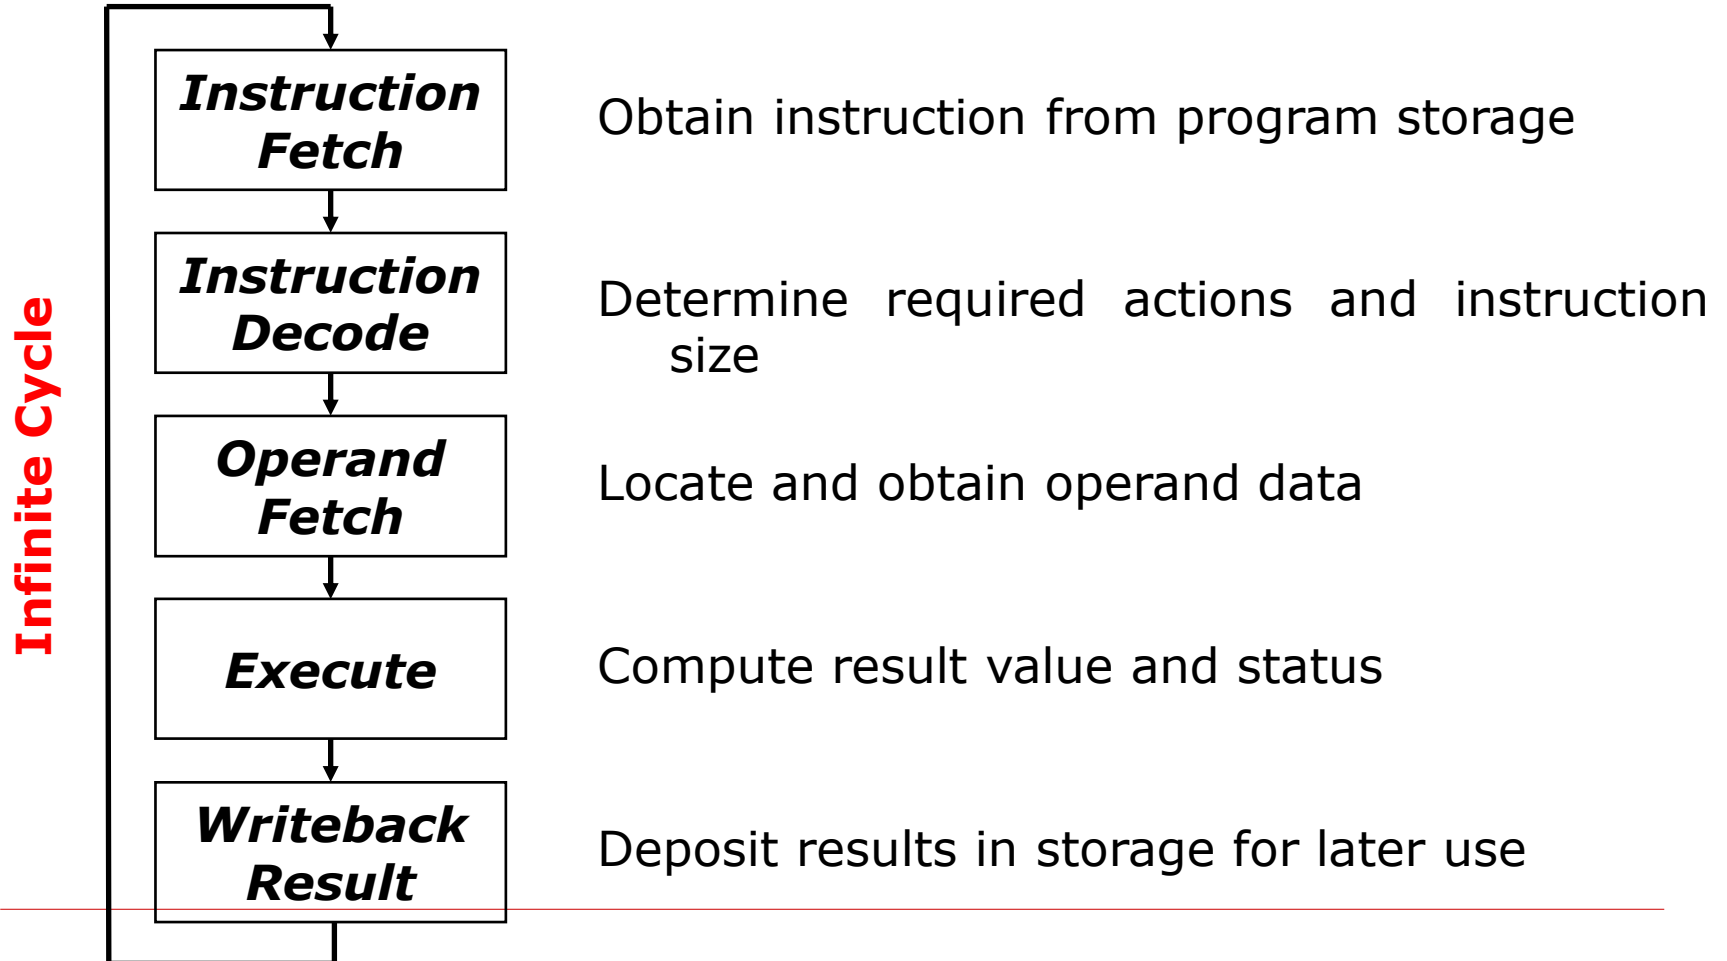 Infinite Cycle
Instruction
Fetch
Obtain instruction from program storage
Instruction
Decode
Determine required actions and instruction
size
Operand
Fetch
Locate and obtain operand data
Execute
Compute result value and status
Writeback
Result
Deposit results in storage for later use